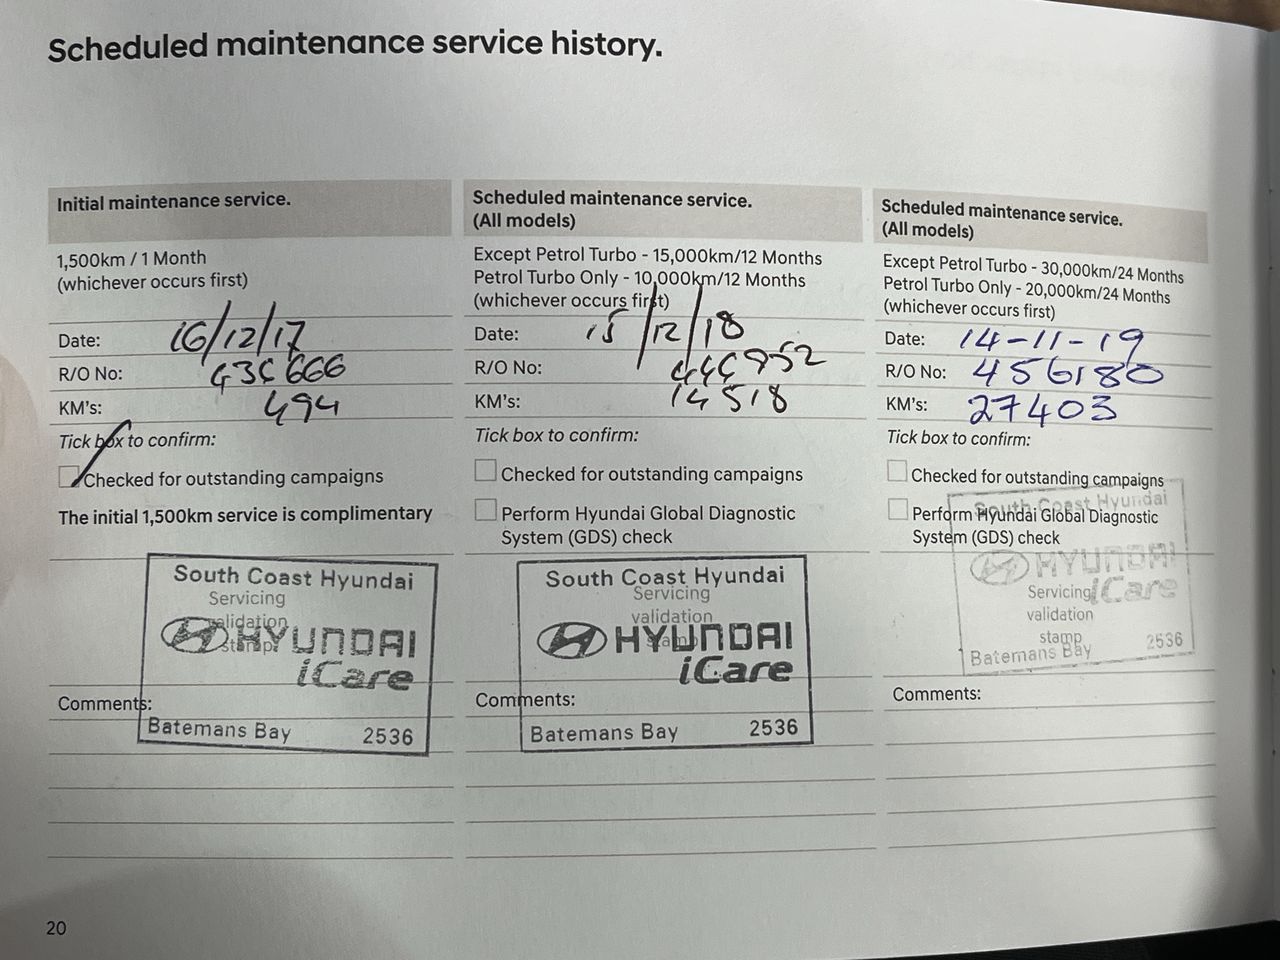 Scheduled maintenance service history.
Initial maintenance service.
1,500km / 1 Month
(whichever occurs first)
Date: 16/12/17
R/O No: 436666
KM's: 494
Tick box to confirm:
Checked for outstanding campaigns
The initial 1,500km service is complimentary
South Coast Hyundai
Servicing
validation
stamp
HYUNDAI
iCare
Comments:
Batemans Bay 2536
Scheduled maintenance service.
(All models)
Except Petrol Turbo - 15,000km/12 Months
Petrol Turbo Only - 10,000km/12 Months
(whichever occurs first)
Date: 15/12/18
R/O No:
KM's: 14518
Tick box to confirm:
Checked for outstanding campaigns
Perform Hyundai Global Diagnostic
System (GDS) check
South Coast Hyundai
Servicing
validation
stamp
HYUNDAI
iCare
Comments:
Batemans Bay 2536
Scheduled maintenance service.
(All models)
Except Petrol Turbo - 30,000km/24 Months
Petrol Turbo Only - 20,000km/24 Months
(whichever occurs first)
Date: 14-11-19
R/O No: 456180
KM's: 27403
Tick box to confirm:
Checked for outstanding campaigns
South Coast Hyundai
Perform Hyundai Global Diagnostic
System (GDS) check
HYUNDAI
Servicing iCare
validation
stamp
Batemans Bay 2536
Comments:
20